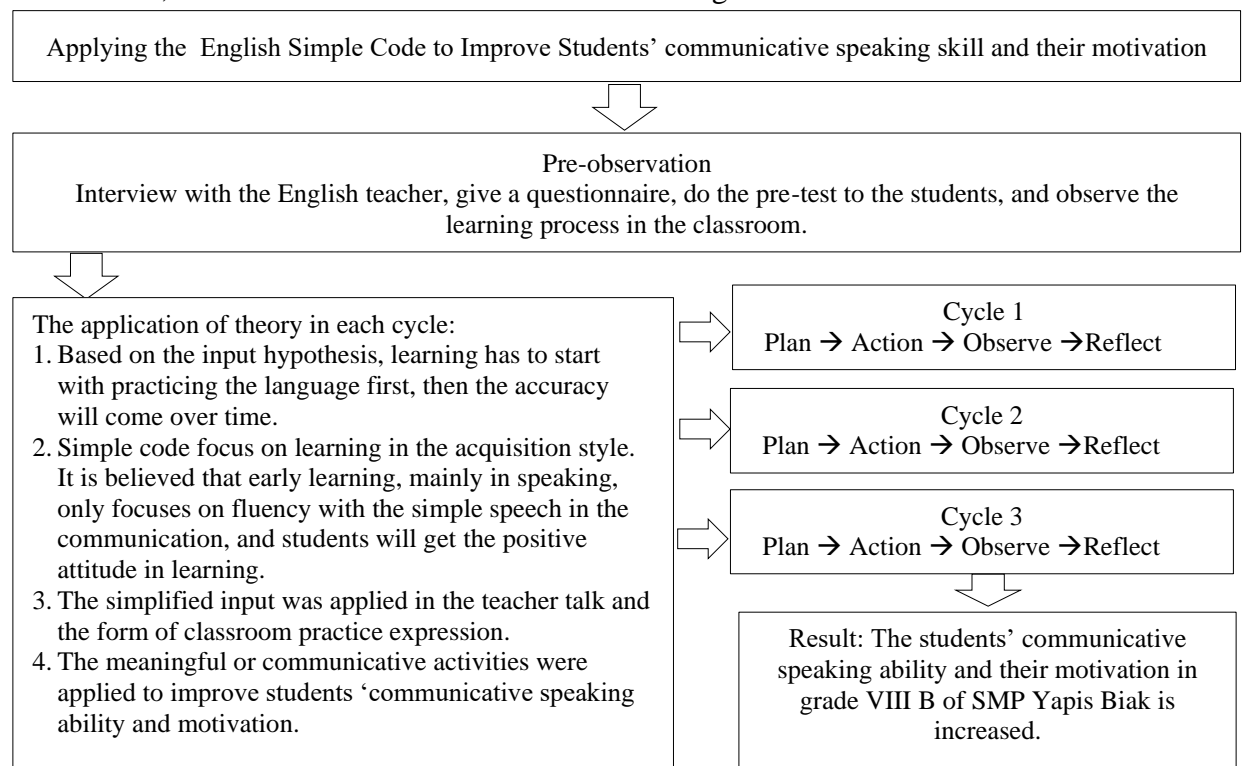 Applying the English Simple Code to Improve Students’ communicative speaking skill and their motivation
Pre-observation
Interview with the English teacher, give a questionnaire, do the pre-test to the students, and observe the
learning process in the classroom.
The application of theory in each cycle:
1. Based on the input hypothesis, learning has to start
with practicing the language first, then the accuracy
will come over time.
2. Simple code focus on learning in the acquisition style.
It is believed that early learning, mainly in speaking,
only focuses on fluency with the simple speech in the
communication, and students will get the positive
attitude in learning.
3. The simplified input was applied in the teacher talk and
the form of classroom practice expression.
4. The meaningful or communicative activities were
applied to improve students ‘communicative speaking
ability and motivation.
Cycle 1
Plan → Action → Observe →Reflect
Cycle 2
Plan → Action → Observe →Reflect
Cycle 3
Plan → Action → Observe →Reflect
Result: The students’ communicative
speaking ability and their motivation in
grade VIII B of SMP Yapis Biak is
increased.